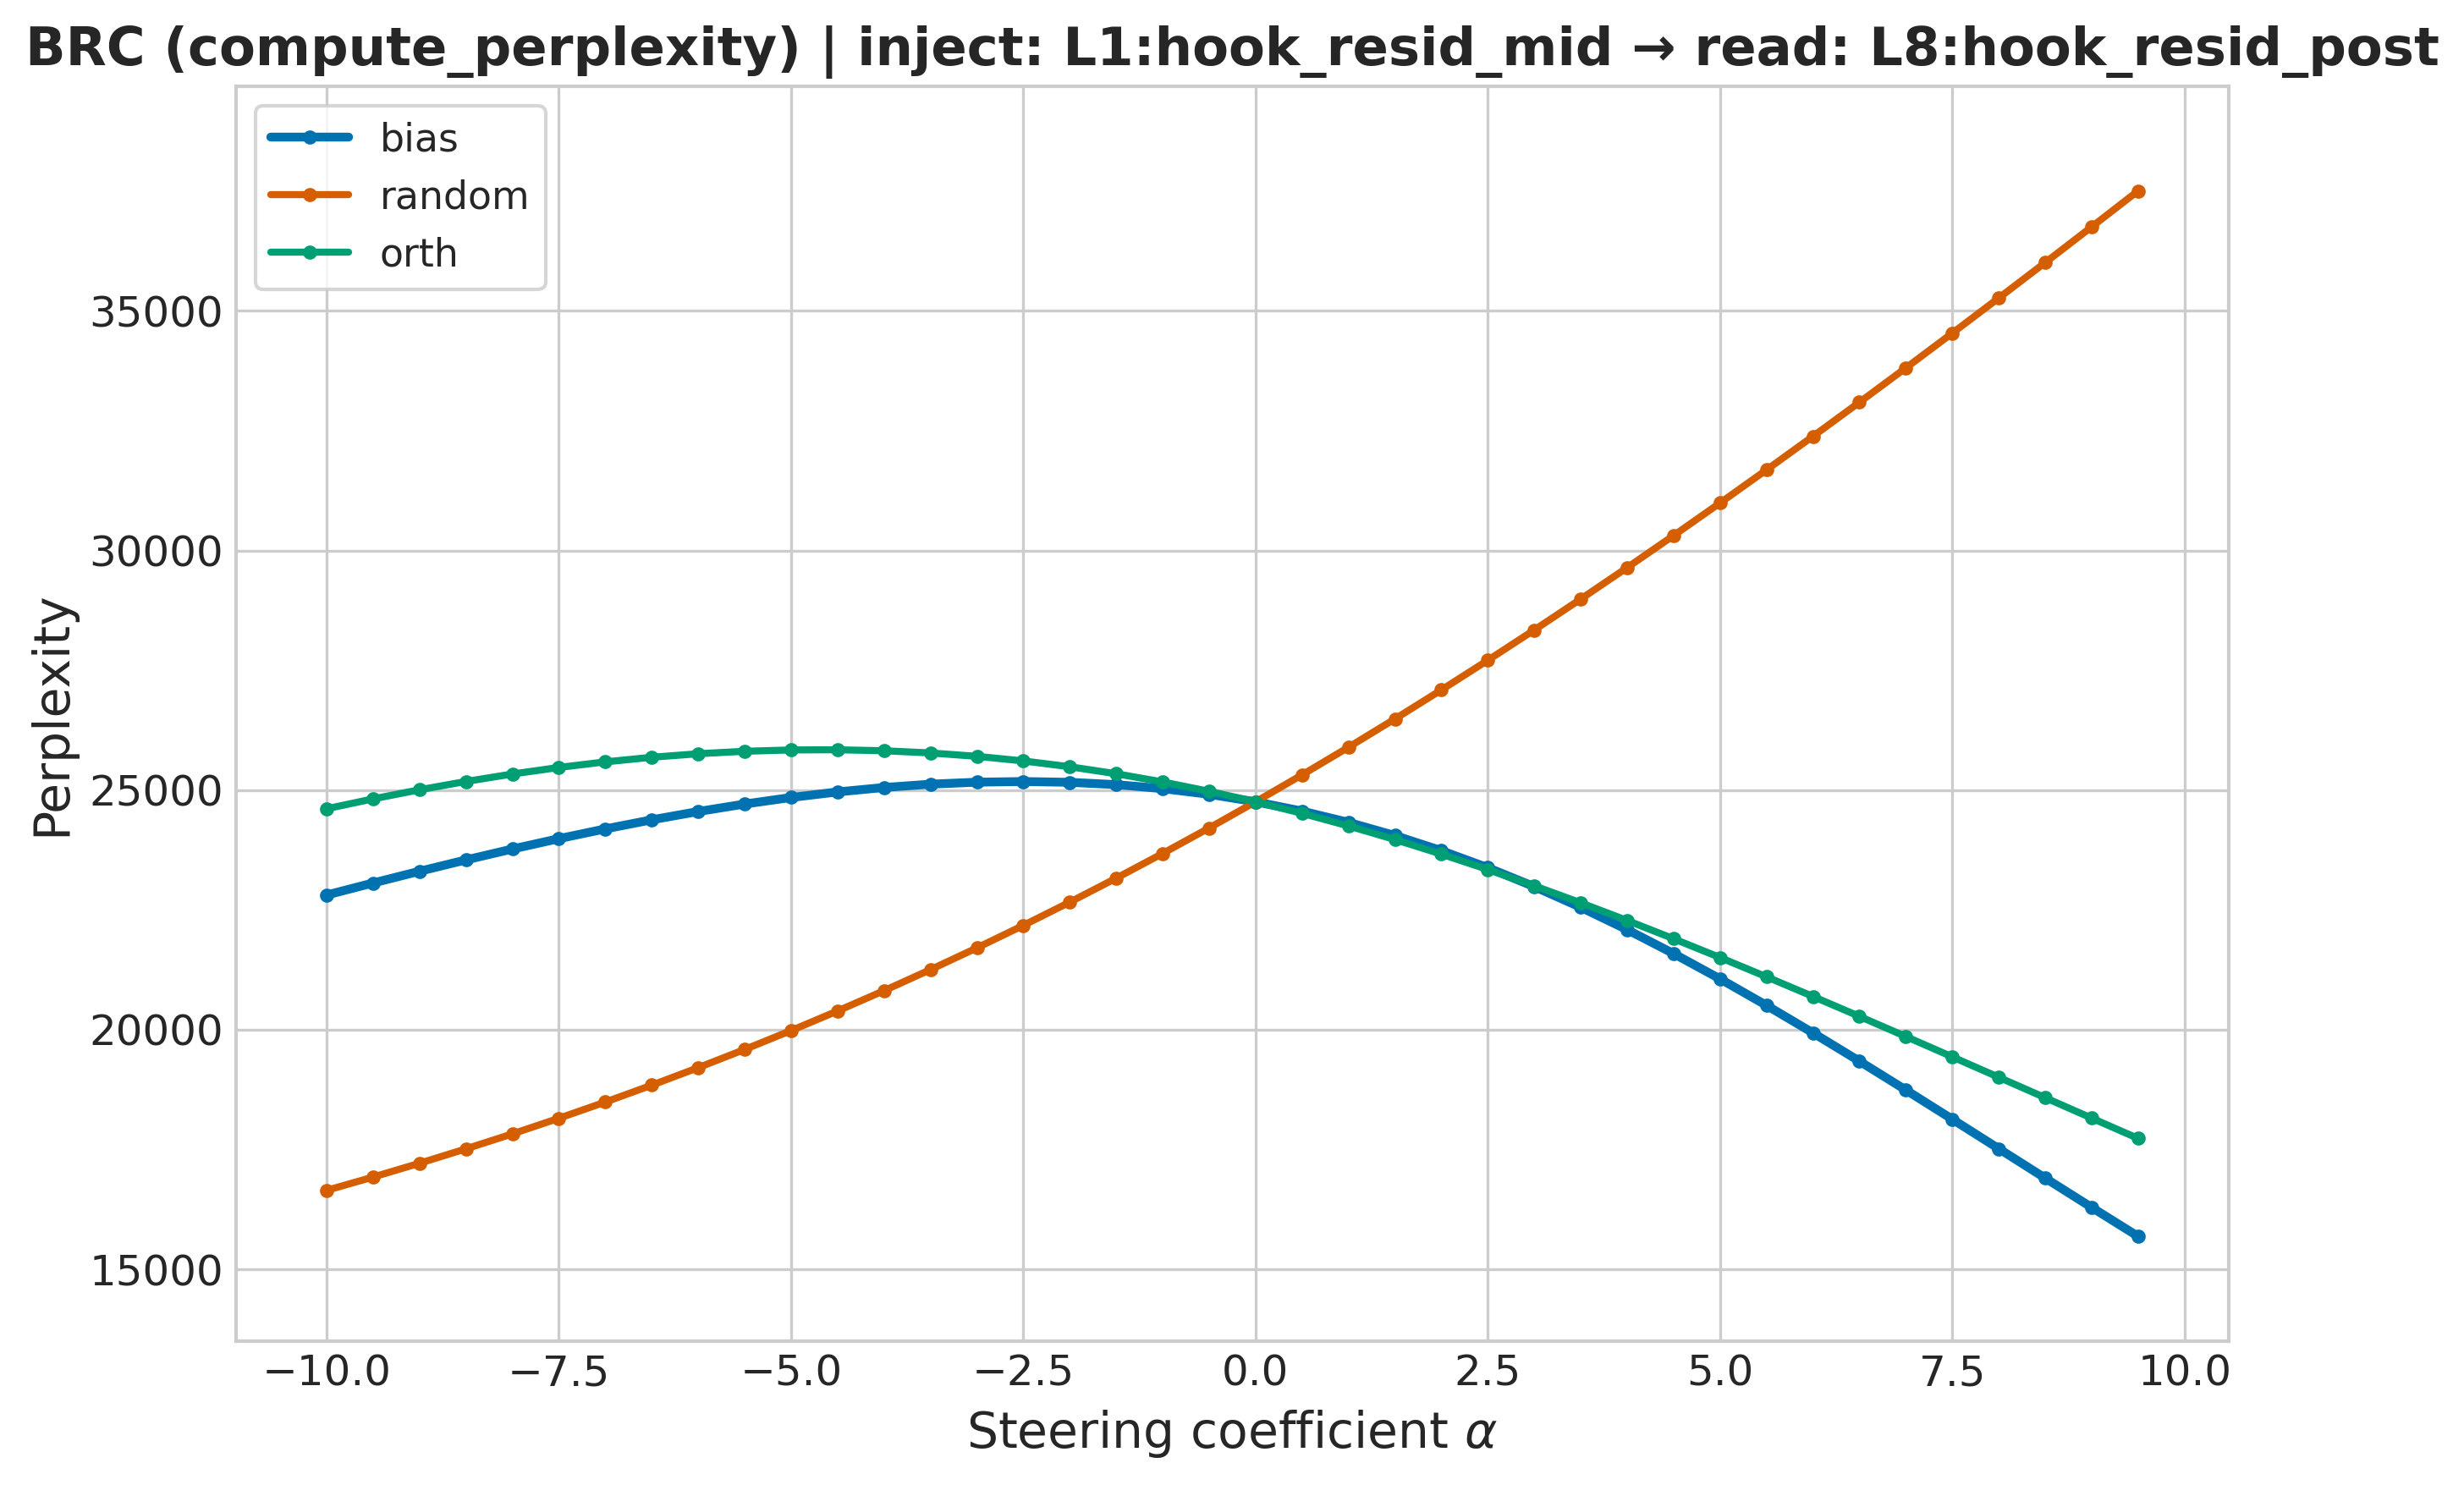 BRC (compute_perplexity) | inject: L1:hook_resid_mid → read: L8:hook_resid_post
bias
random
orth
Perplexity
35000
30000
25000
20000
15000
−10.0 −7.5 −5.0 −2.5 0.0 2.5 5.0 7.5 10.0
Steering coefficient α